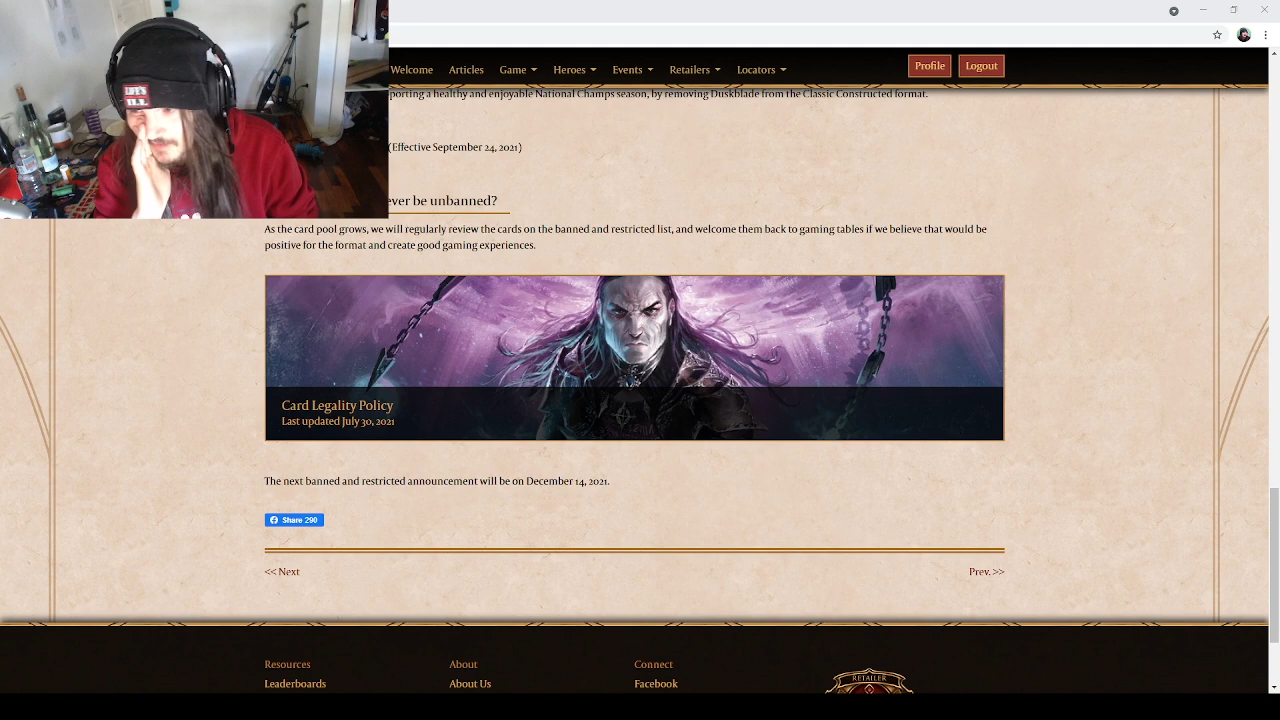 Welcome Articles Game Heroes Events Retailers Locators Profile Logout
porting a healthy and enjoyable National Champs season, by removing Duskblade from the Classic Constructed format.
(Effective September 24, 2021)
ever be unbanned?
As the card pool grows, we will regularly review the cards on the banned and restricted list, and welcome them back to gaming tables if we believe that would be
positive for the format and create good gaming experiences.
Card Legality Policy
Last updated July 30, 2021
The next banned and restricted announcement will be on December 14, 2021.
Share 290
<< Next Prev. >>
Resources About Connect
Leaderboards About Us Facebook
RETAILER